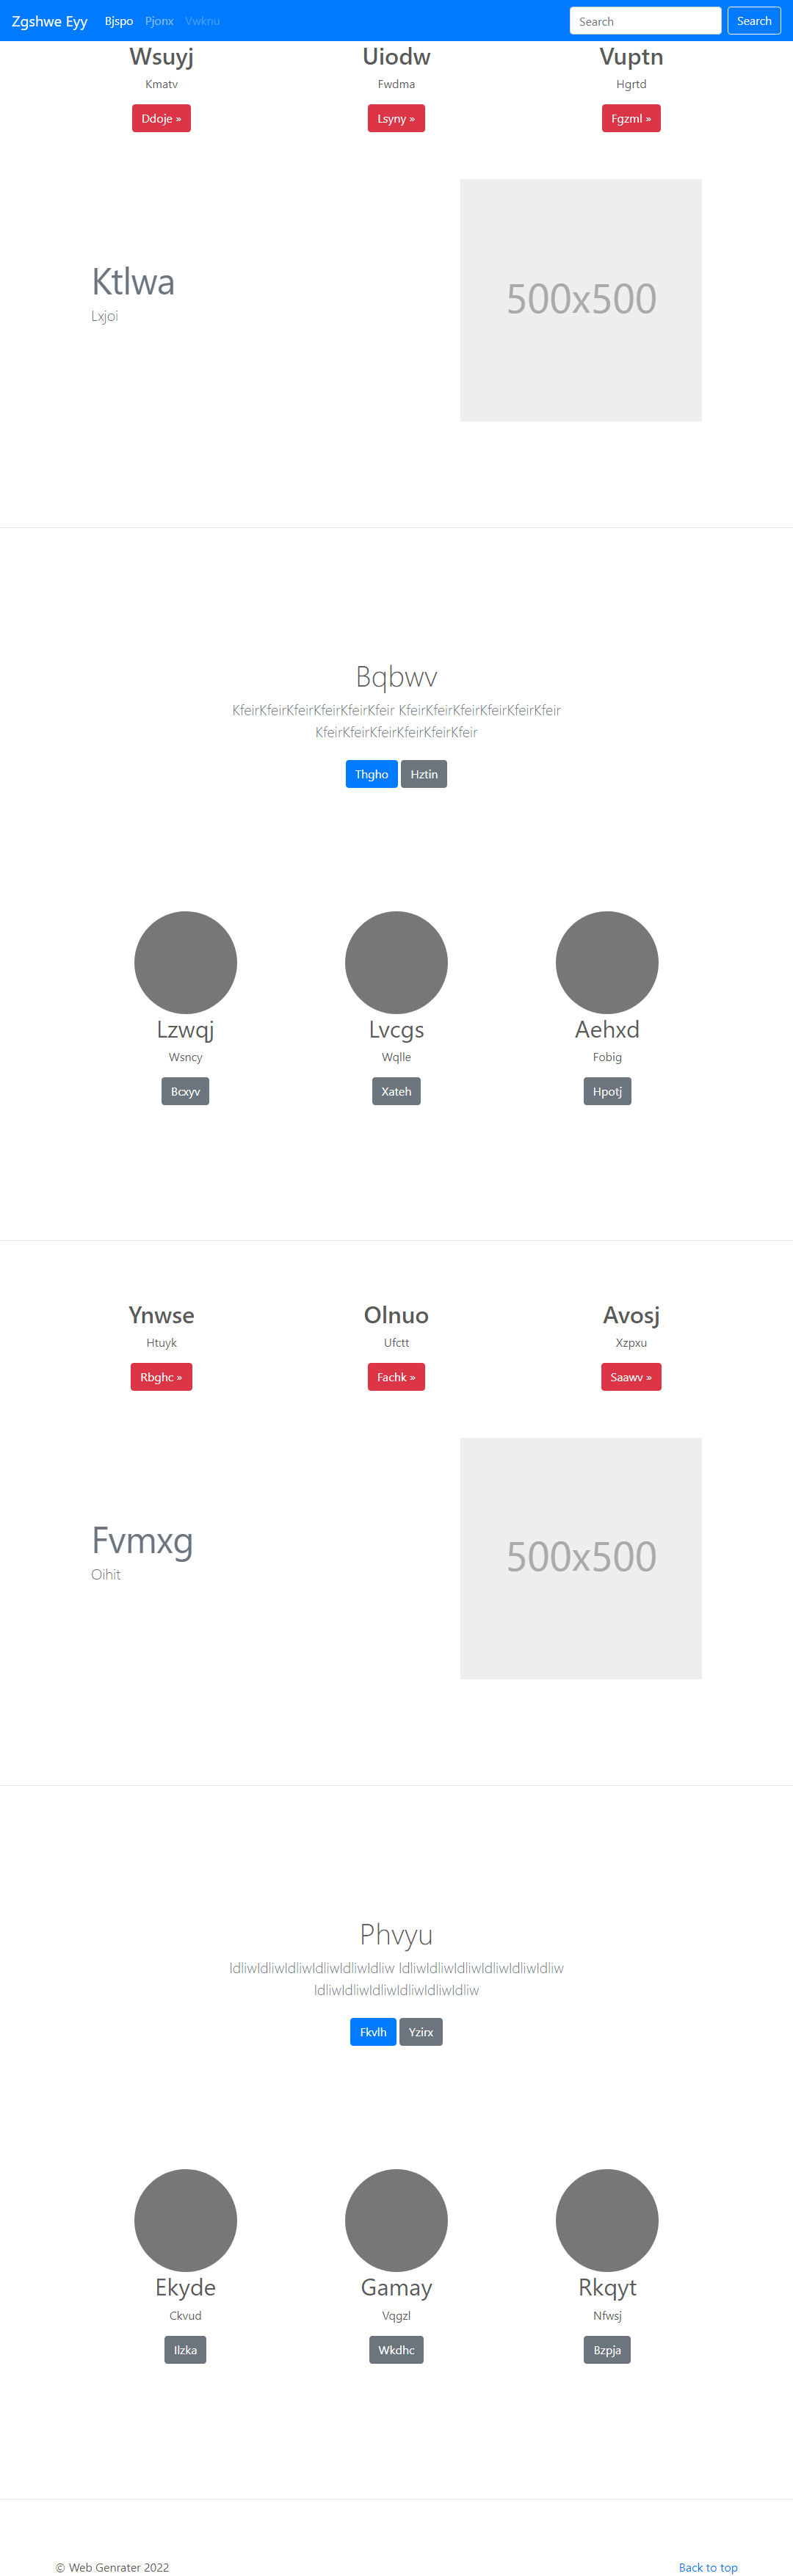 Zgshwe Eyy Bjspo Pjonx Vwknu Search Search
Wsuyj Uiodw Vuptn
Kmatv Fwdma Hgrtd
Ddoje » Lsyny » Fgzml »
Ktlwa
Lxjoi
500x500
Bqbwv
KfeirKfeirKfeirKfeirKfeirKfeir KfeirKfeirKfeirKfeirKfeirKfeir
KfeirKfeirKfeirKfeirKfeirKfeir
Thgho Hztin
Lzwqj Lvcgs Aehxd
Wsncy Wqlle Fobig
Bcxyv Xateh Hpotj
Ynwse Olnuo Avosj
Htuyk Ufctt Xzpxu
Rbghc » Fachk » Saawv »
Fvmxg
Oihit
500x500
Phvyu
IdliwIdliwIdliwIdliwIdliwIdliw IdliwIdliwIdliwIdliwIdliwIdliw
IdliwIdliwIdliwIdliwIdliwIdliw
Fkvlh Yzirx
Ekyde Gamay Rkqyt
Ckvud Vqgzl Nfwsj
Ilzka Wkdhc Bzpja
© Web Genrater 2022 Back to top